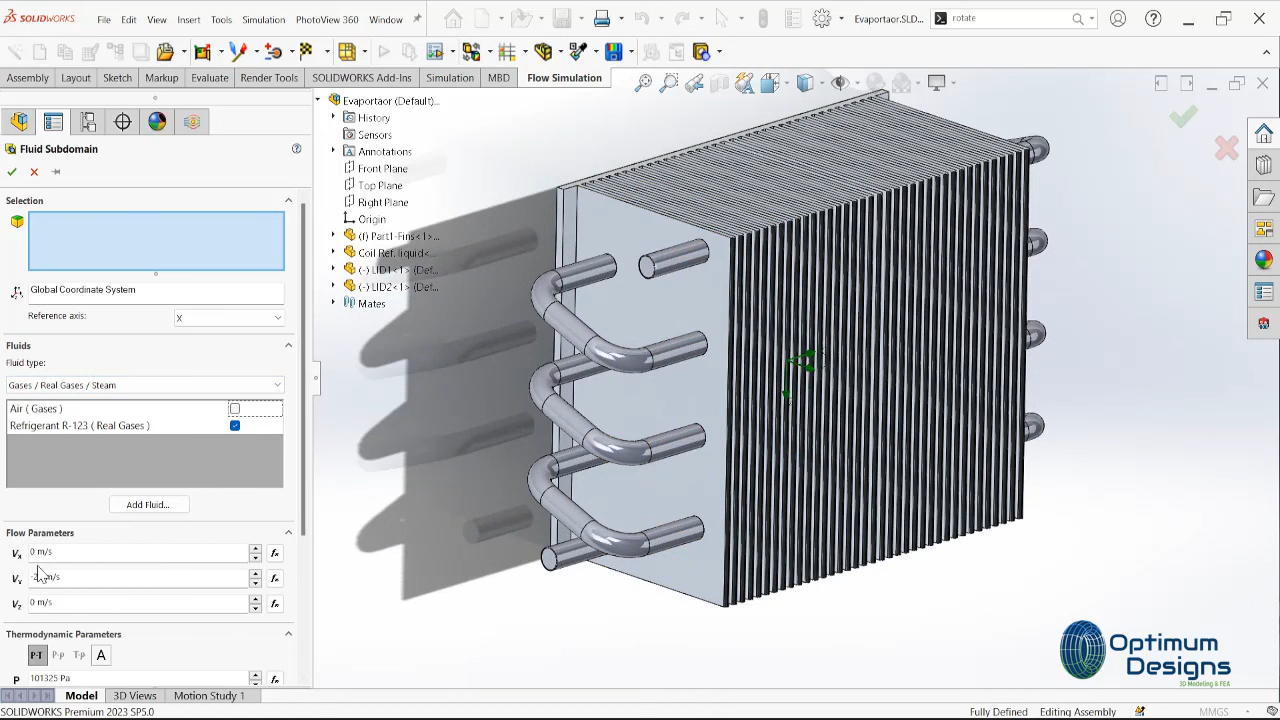 SOLIDWORKS File Edit View Insert Tools Simulation PhotoView 360 Window Evaportaor.SLD... rotate
Assembly Layout Sketch Markup Evaluate Render Tools SOLIDWORKS Add-Ins Simulation MBD Flow Simulation
Fluid Subdomain
Selection
Global Coordinate System
Reference axis: X
Fluids
Fluid type:
Gases / Real Gases / Steam
Air ( Gases )
Refrigerant R-123 ( Real Gases )
Add Fluid...
Flow Parameters
Vx 0 m/s
m/s
Vz 0 m/s
Thermodynamic Parameters
P-T P-ρ T-ρ A
P 101325 Pa
Evaportaor (Default)...
History
Sensors
Annotations
Front Plane
Top Plane
Right Plane
Origin
(f) Part1-Fins<1>...
Coil Ref. liquid<...
(-) LID1<1> (Def...
(-) LID2<1> (Def...
Mates
Optimum
Designs
3D Modeling & FEA
Model 3D Views Motion Study 1
SOLIDWORKS Premium 2023 SP5.0 Fully Defined Editing Assembly MMGS